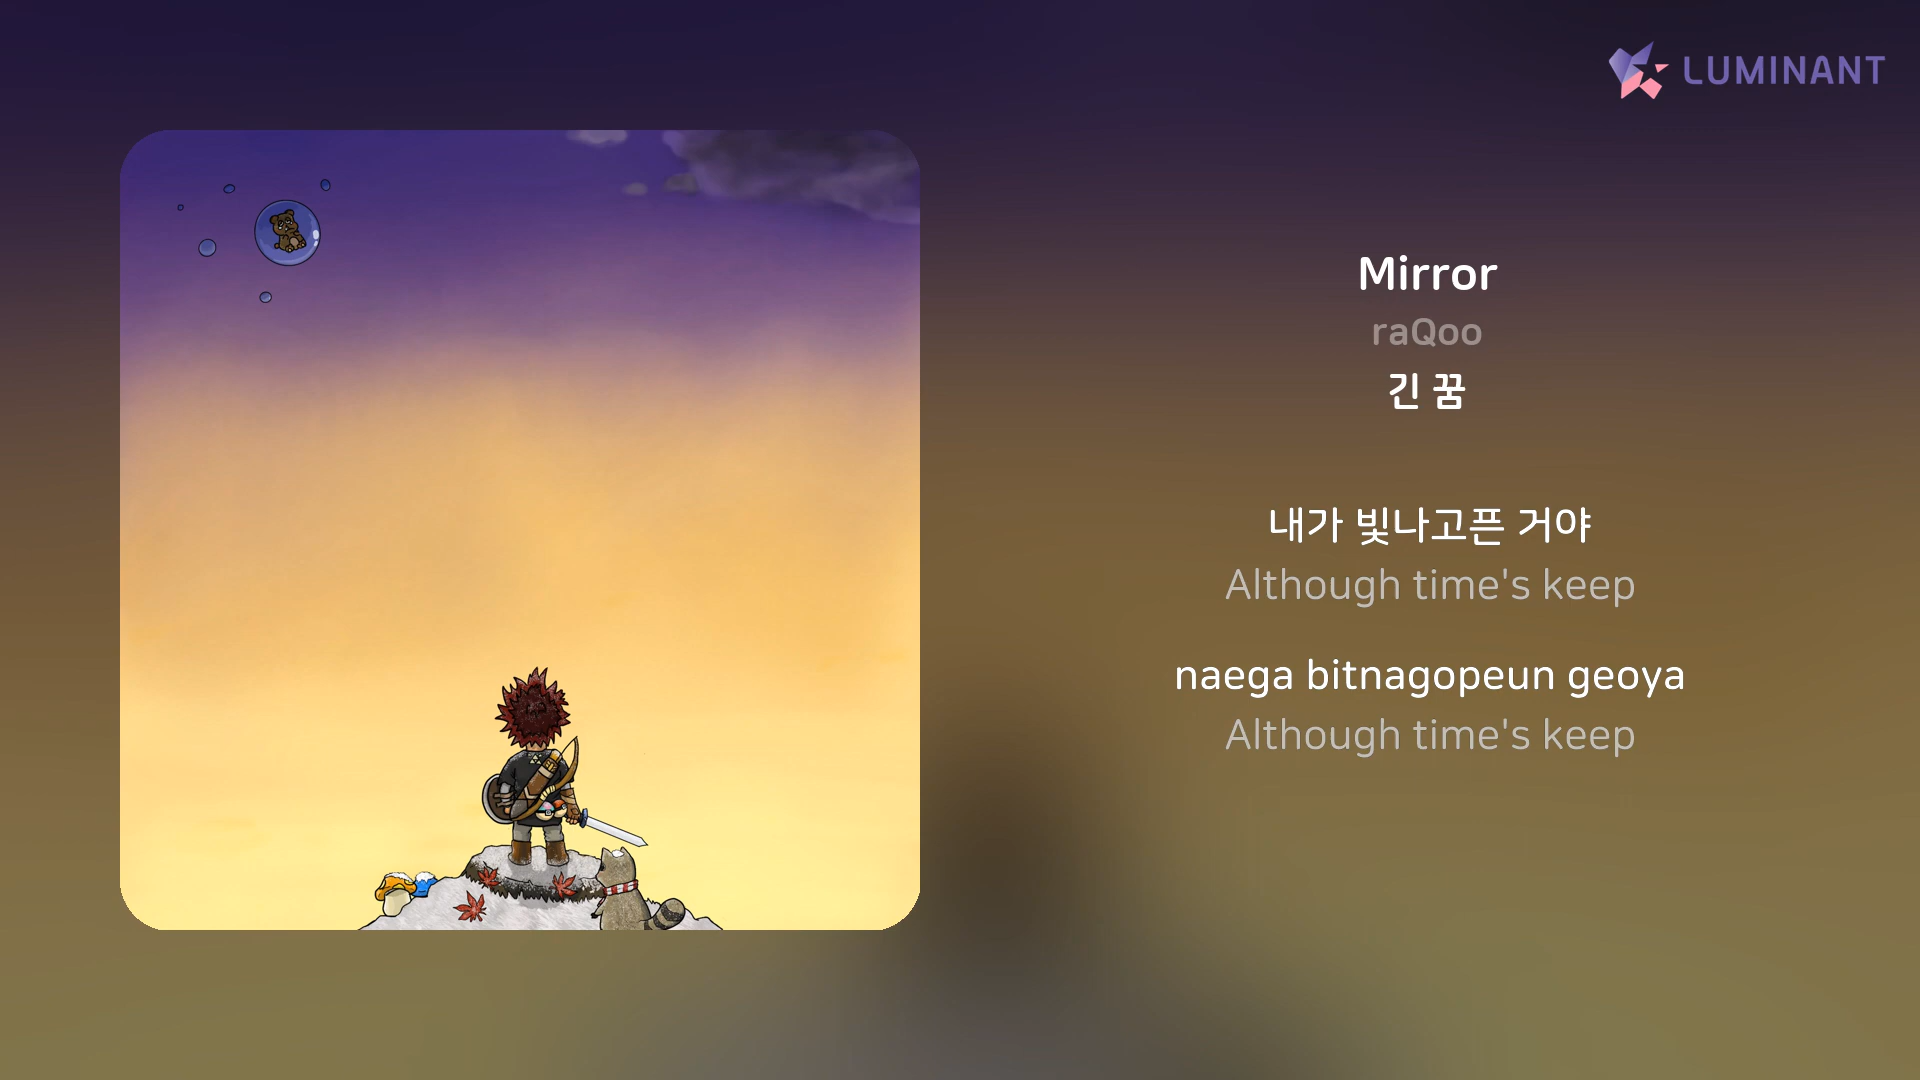 LUMINANT
Mirror
raQoo
긴 꿈
내가 빛나고픈 거야
Although time's keep
naega bitnagopeun geoya
Although time's keep